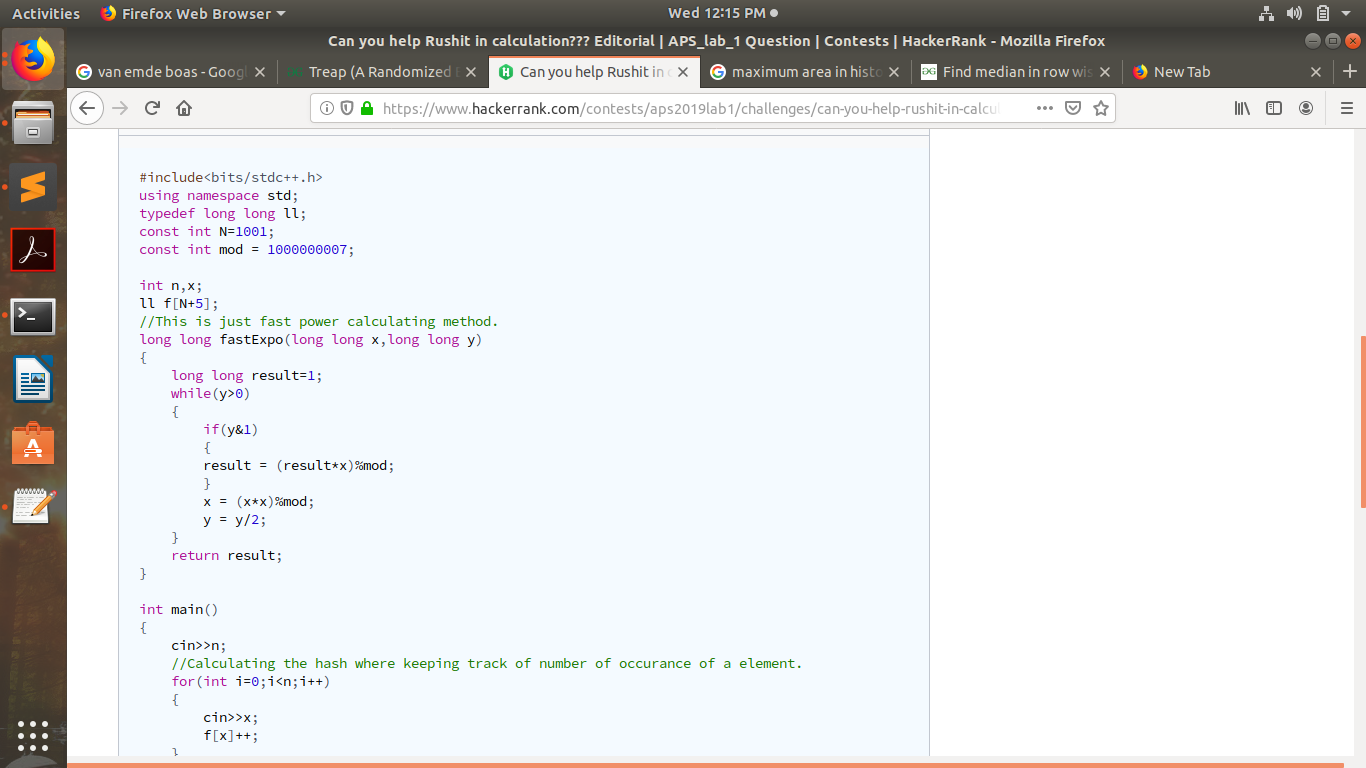 Activities Firefox Web Browser Wed 12:15 PM
Can you help Rushit in calculation??? Editorial | APS_lab_1 Question | Contests | HackerRank - Mozilla Firefox
van emde boas - Goog Treap (A Randomized B Can you help Rushit in c maximum area in histo Find median in row wis New Tab
https://www.hackerrank.com/contests/aps2019lab1/challenges/can-you-help-rushit-in-calcul
#include<bits/stdc++.h>
using namespace std;
typedef long long ll;
const int N=1001;
const int mod = 1000000007;
int n,x;
ll f[N+5];
//This is just fast power calculating method.
long long fastExpo(long long x,long long y)
{
    long long result=1;
    while(y>0)
    {
        if(y&1)
        {
        result = (result*x)%mod;
        }
        x = (x*x)%mod;
        y = y/2;
    }
    return result;
}
int main()
{
    cin>>n;
    //Calculating the hash where keeping track of number of occurance of a element.
    for(int i=0;i<n;i++)
    {
        cin>>x;
        f[x]++;
    }